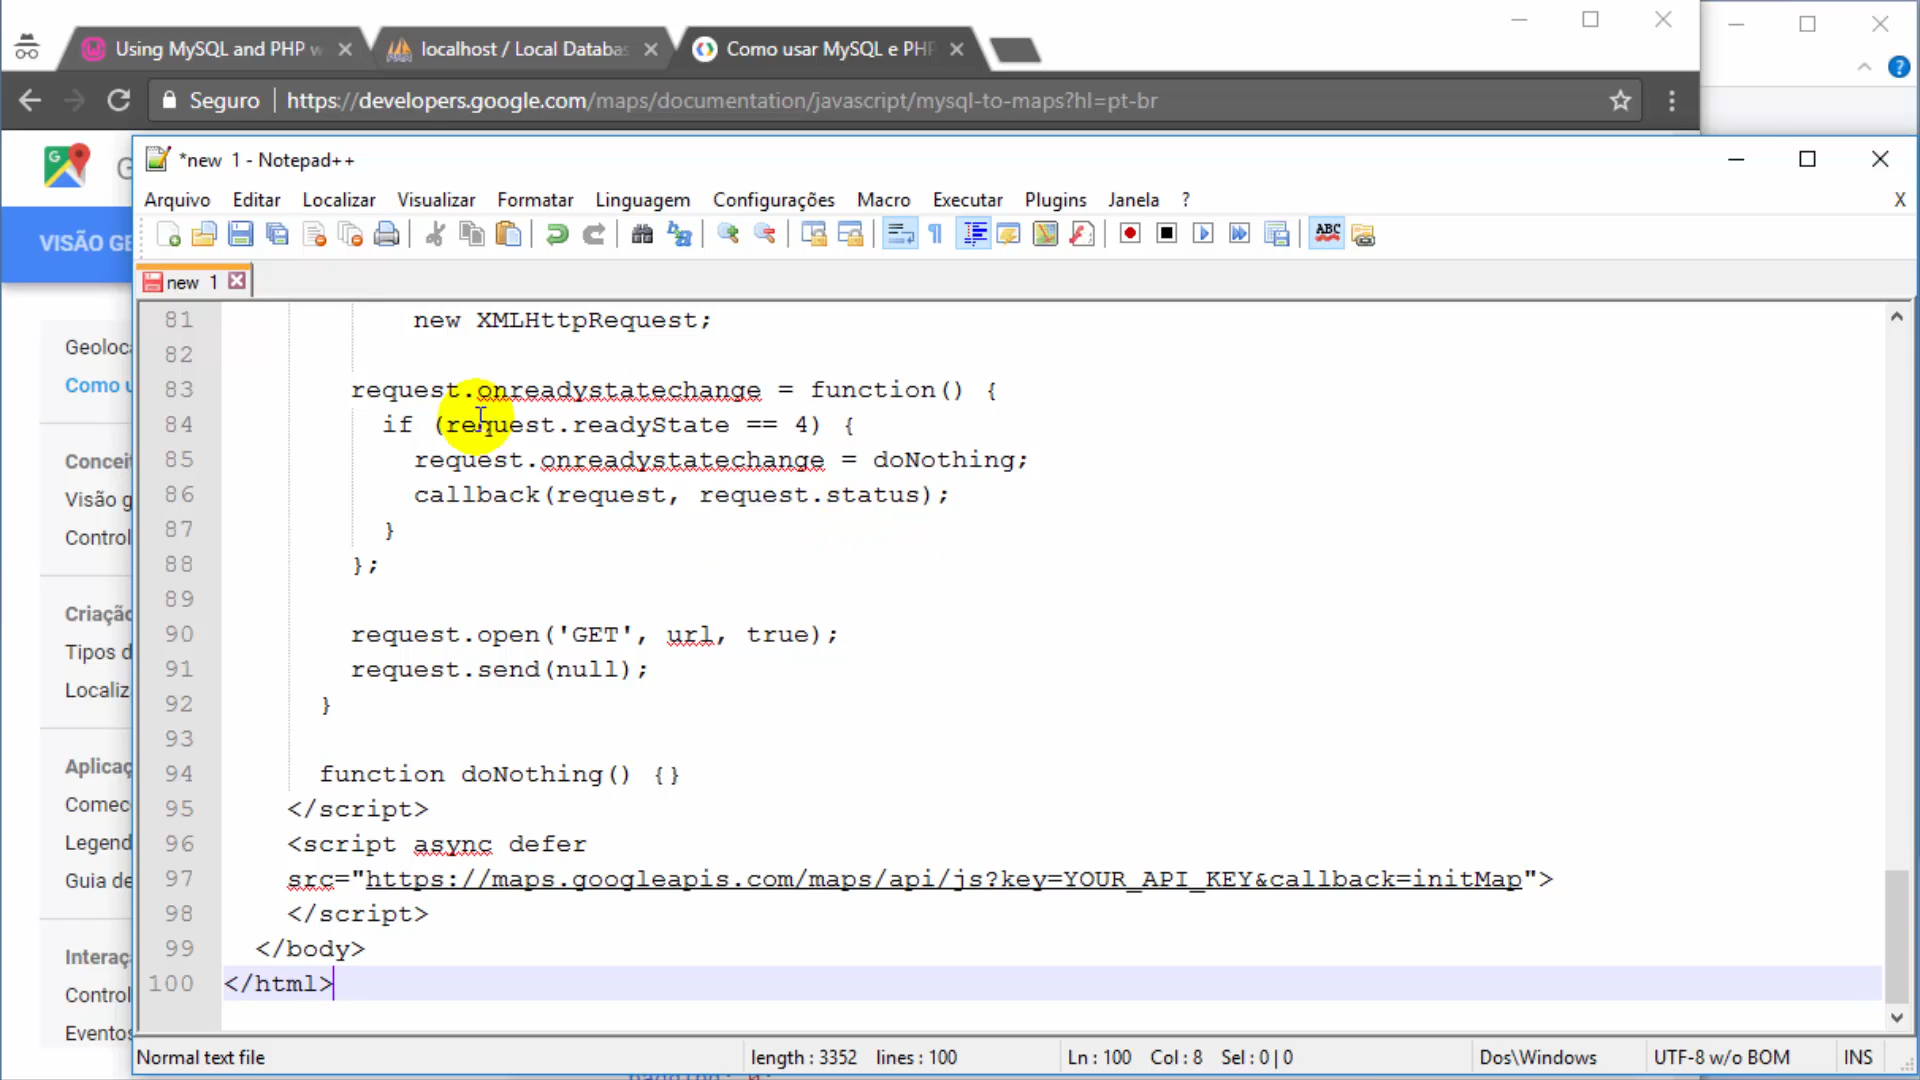 Using MySQL and PHP w
localhost / Local Databas
Como usar MySQL e PHP
Seguro
https://developers.google.com/maps/documentation/javascript/mysql-to-maps?hl=pt-br
*new 1 - Notepad++
Arquivo Editar Localizar Visualizar Formatar Linguagem Configurações Macro Executar Plugins Janela ? X
ABC
new 1
VISÃO GE
Geoloca
Como u
Conceit
Visão g
Control
Criação
Tipos d
Localiz
Aplicaç
Comec
Legend
Guia de
Interaç
Control
Eventos
81 new XMLHttpRequest;
82
83 request.onreadystatechange = function() {
84 if (request.readyState == 4) {
85 request.onreadystatechange = doNothing;
86 callback(request, request.status);
87 }
88 };
89
90 request.open('GET', url, true);
91 request.send(null);
92 }
93
94 function doNothing() {}
95 </script>
96 <script async defer
97 src="https://maps.googleapis.com/maps/api/js?key=YOUR_API_KEY&callback=initMap">
98 </script>
99 </body>
100 </html>
Normal text file length : 3352 lines : 100 Ln : 100 Col : 8 Sel : 0 | 0 Dos\Windows UTF-8 w/o BOM INS